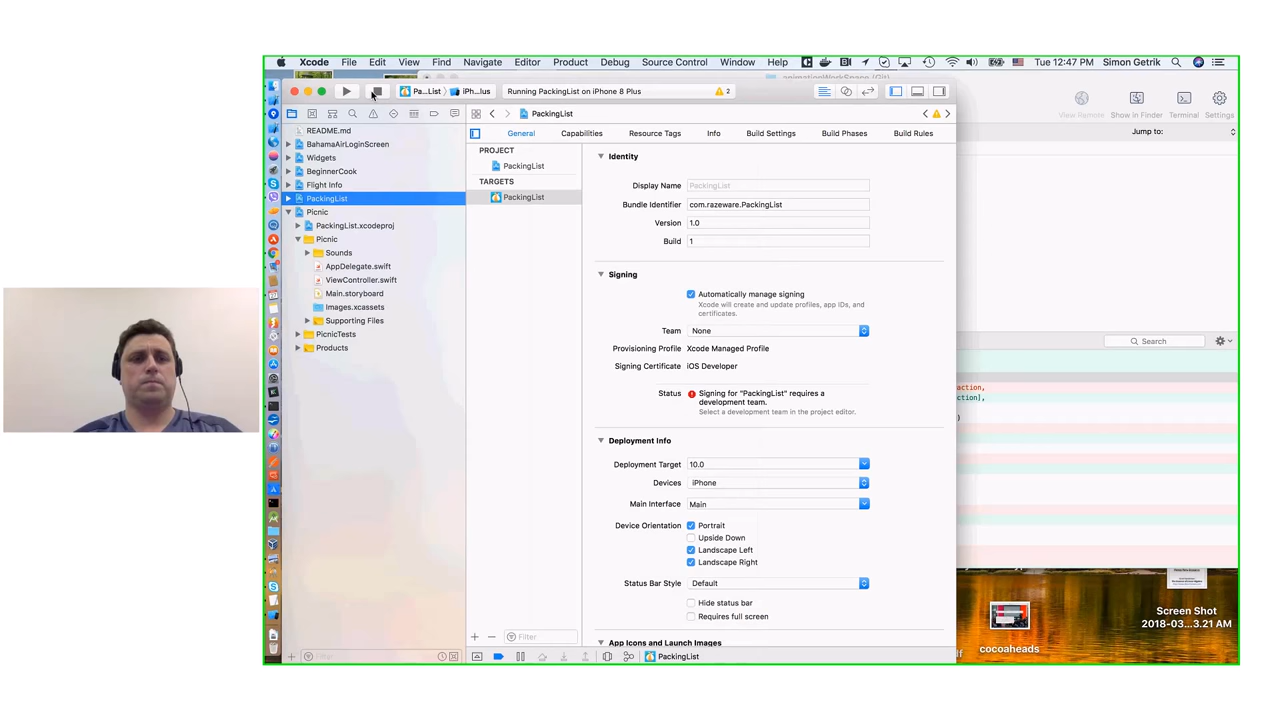 Xcode File Edit View Find Navigate Editor Product Debug Source Control Window Help
Tue 12:47 PM Simon Getrik
Pa...List iPh...lus Running PackingList on iPhone 8 Plus 2
PackingList
README.md
BahamaAirLoginScreen
Widgets
BeginnerCook
Flight Info
PackingList
Picnic
PackingList.xcodeproj
Picnic
Sounds
AppDelegate.swift
ViewController.swift
Main.storyboard
Images.xcassets
Supporting Files
PicnicTests
Products
Filter
General Capabilities Resource Tags Info Build Settings Build Phases Build Rules
PROJECT
PackingList
TARGETS
PackingList
Filter
Identity
Display Name PackingList
Bundle Identifier com.razeware.PackingList
Version 1.0
Build 1
Signing
Automatically manage signing
Xcode will create and update profiles, app IDs, and
certificates.
Team None
Provisioning Profile Xcode Managed Profile
Signing Certificate iOS Developer
Status Signing for "PackingList" requires a
development team.
Select a development team in the project editor.
Deployment Info
Deployment Target 10.0
Devices iPhone
Main Interface Main
Device Orientation Portrait
Upside Down
Landscape Left
Landscape Right
Status Bar Style Default
Hide status bar
Requires full screen
App Icons and Launch Images
PackingList
View Remote Show in Finder Terminal Settings
Jump to:
Search
action,
ction],
)
Screen Shot
2018-03...3.21 AM
cocoaheads